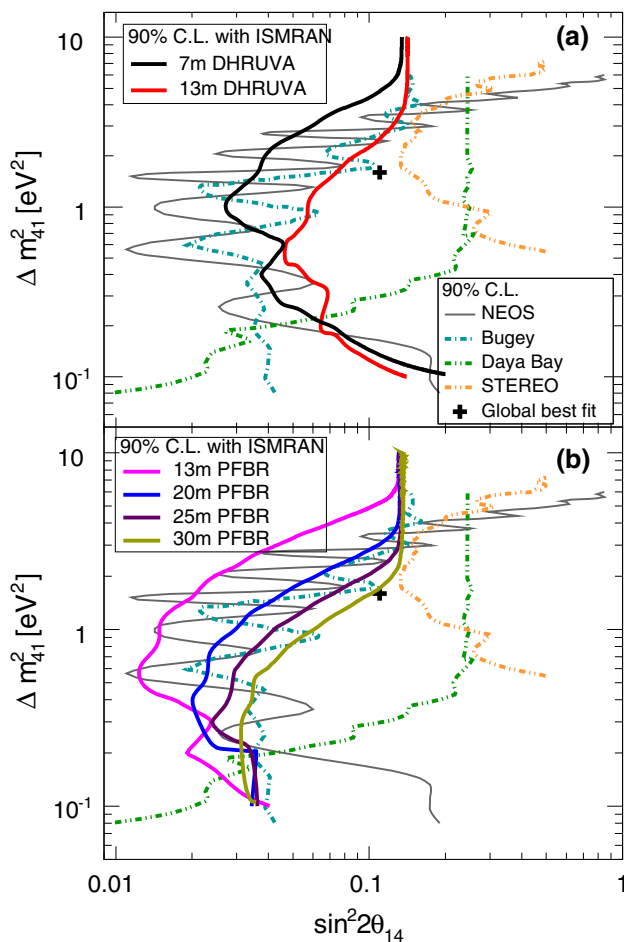 10
1
10⁻¹
Δ m²₄₁ [eV²]
(a)
90% C.L. with ISMRAN
7m DHRUVA
13m DHRUVA
90% C.L.
NEOS
Bugey
Daya Bay
STEREO
Global best fit
10
1
10⁻¹
Δ m²₄₁ [eV²]
(b)
90% C.L. with ISMRAN
13m PFBR
20m PFBR
25m PFBR
30m PFBR
0.01 0.1 1
sin²2θ₁₄